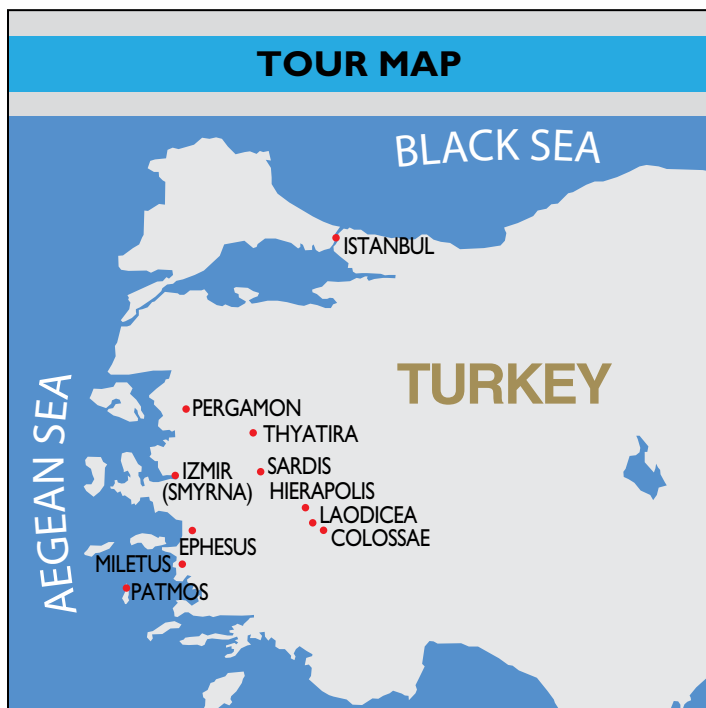 TOUR MAP
BLACK SEA
ISTANBUL
TURKEY
AEGEAN SEA
PERGAMON
THYATIRA
SARDIS
IZMIR
(SMYRNA)
HIERAPOLIS
LAODICEA
COLOSSAE
EPHESUS
MILETUS
PATMOS